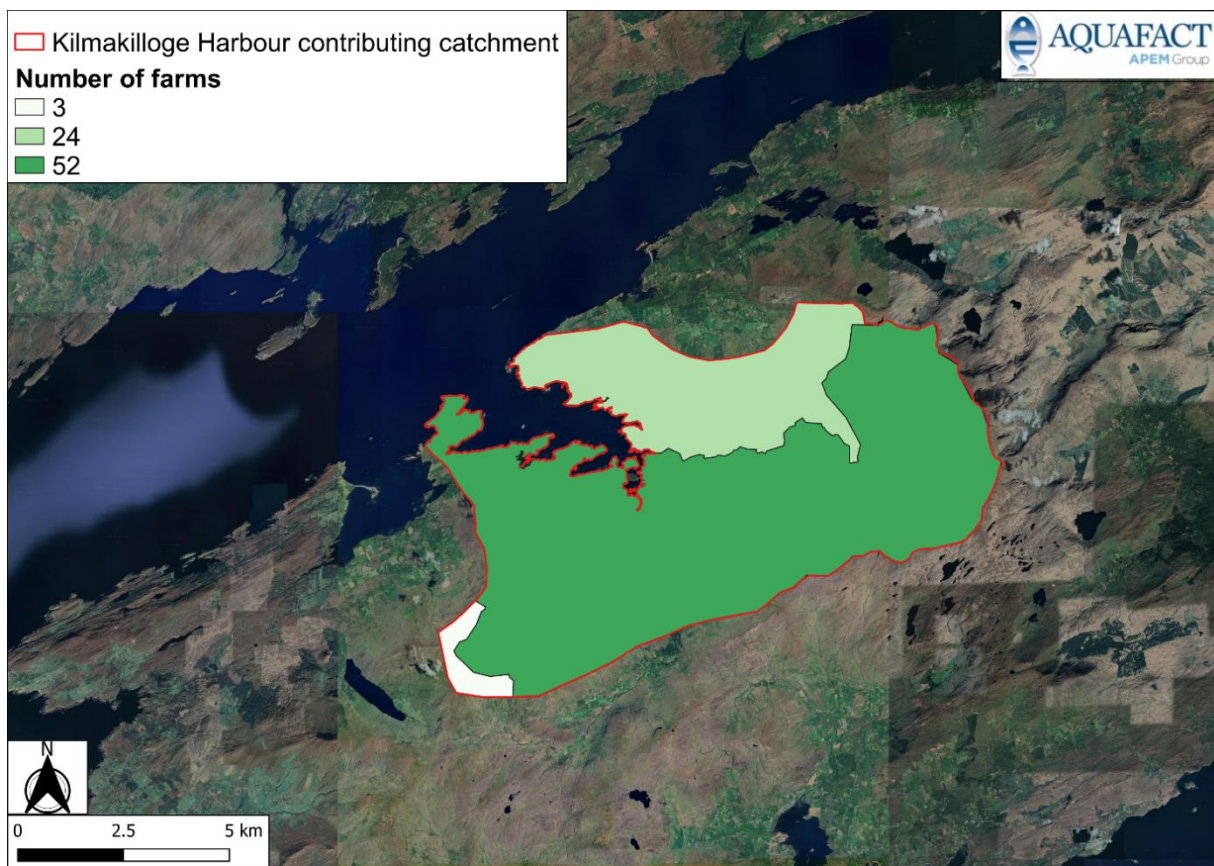 Kilmakilloge Harbour contributing catchment
Number of farms
3
24
52
AQUAFACT
APEM Group
N
0 2.5 5 km